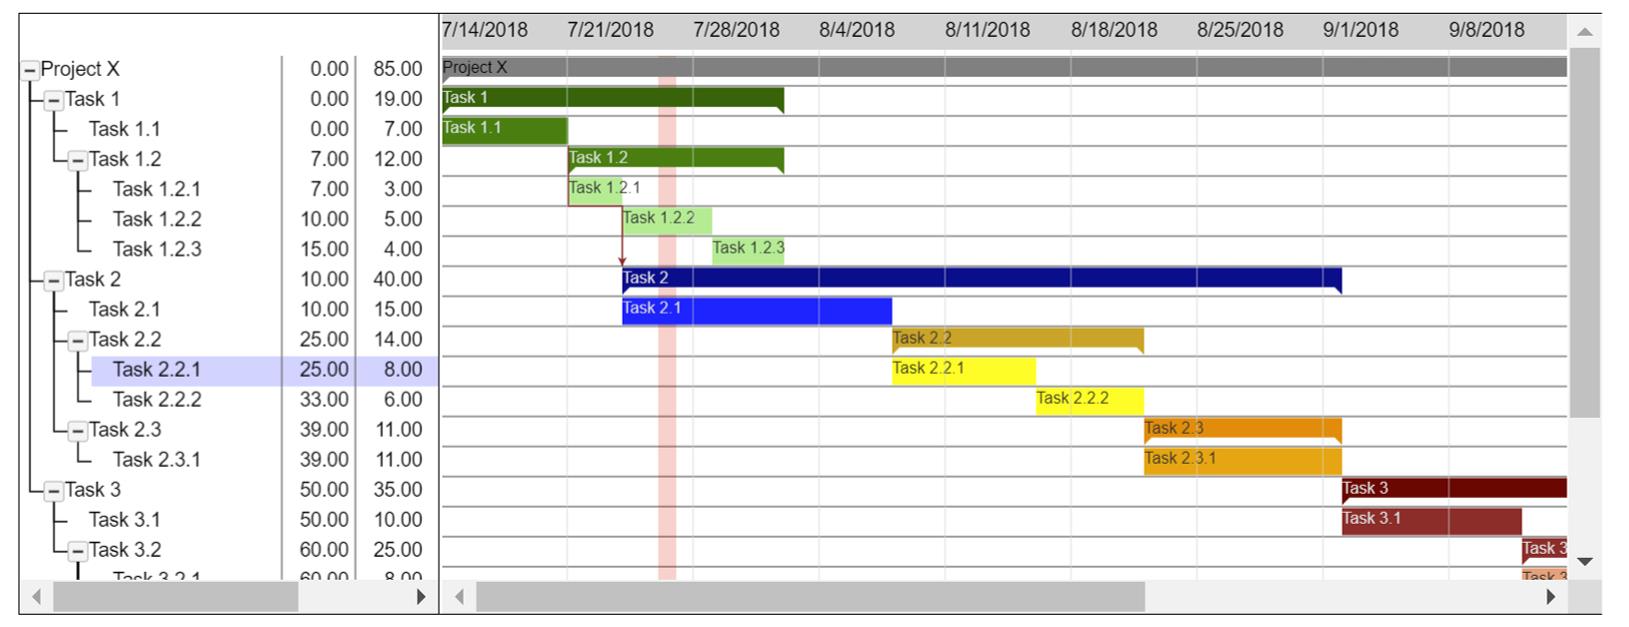 7/14/2018 7/21/2018 7/28/2018 8/4/2018 8/11/2018 8/18/2018 8/25/2018 9/1/2018 9/8/2018
Project X 0.00 85.00 Project X
Task 1 0.00 19.00 Task 1
Task 1.1 0.00 7.00 Task 1.1
Task 1.2 7.00 12.00 Task 1.2
Task 1.2.1 7.00 3.00 Task 1.2.1
Task 1.2.2 10.00 5.00 Task 1.2.2
Task 1.2.3 15.00 4.00 Task 1.2.3
Task 2 10.00 40.00 Task 2
Task 2.1 10.00 15.00 Task 2.1
Task 2.2 25.00 14.00 Task 2.2
Task 2.2.1 25.00 8.00 Task 2.2.1
Task 2.2.2 33.00 6.00 Task 2.2.2
Task 2.3 39.00 11.00 Task 2.3
Task 2.3.1 39.00 11.00 Task 2.3.1
Task 3 50.00 35.00 Task 3
Task 3.1 50.00 10.00 Task 3.1
Task 3.2 60.00 25.00 Task 3
Task 3.2.1 60.00 8.00 Task 3